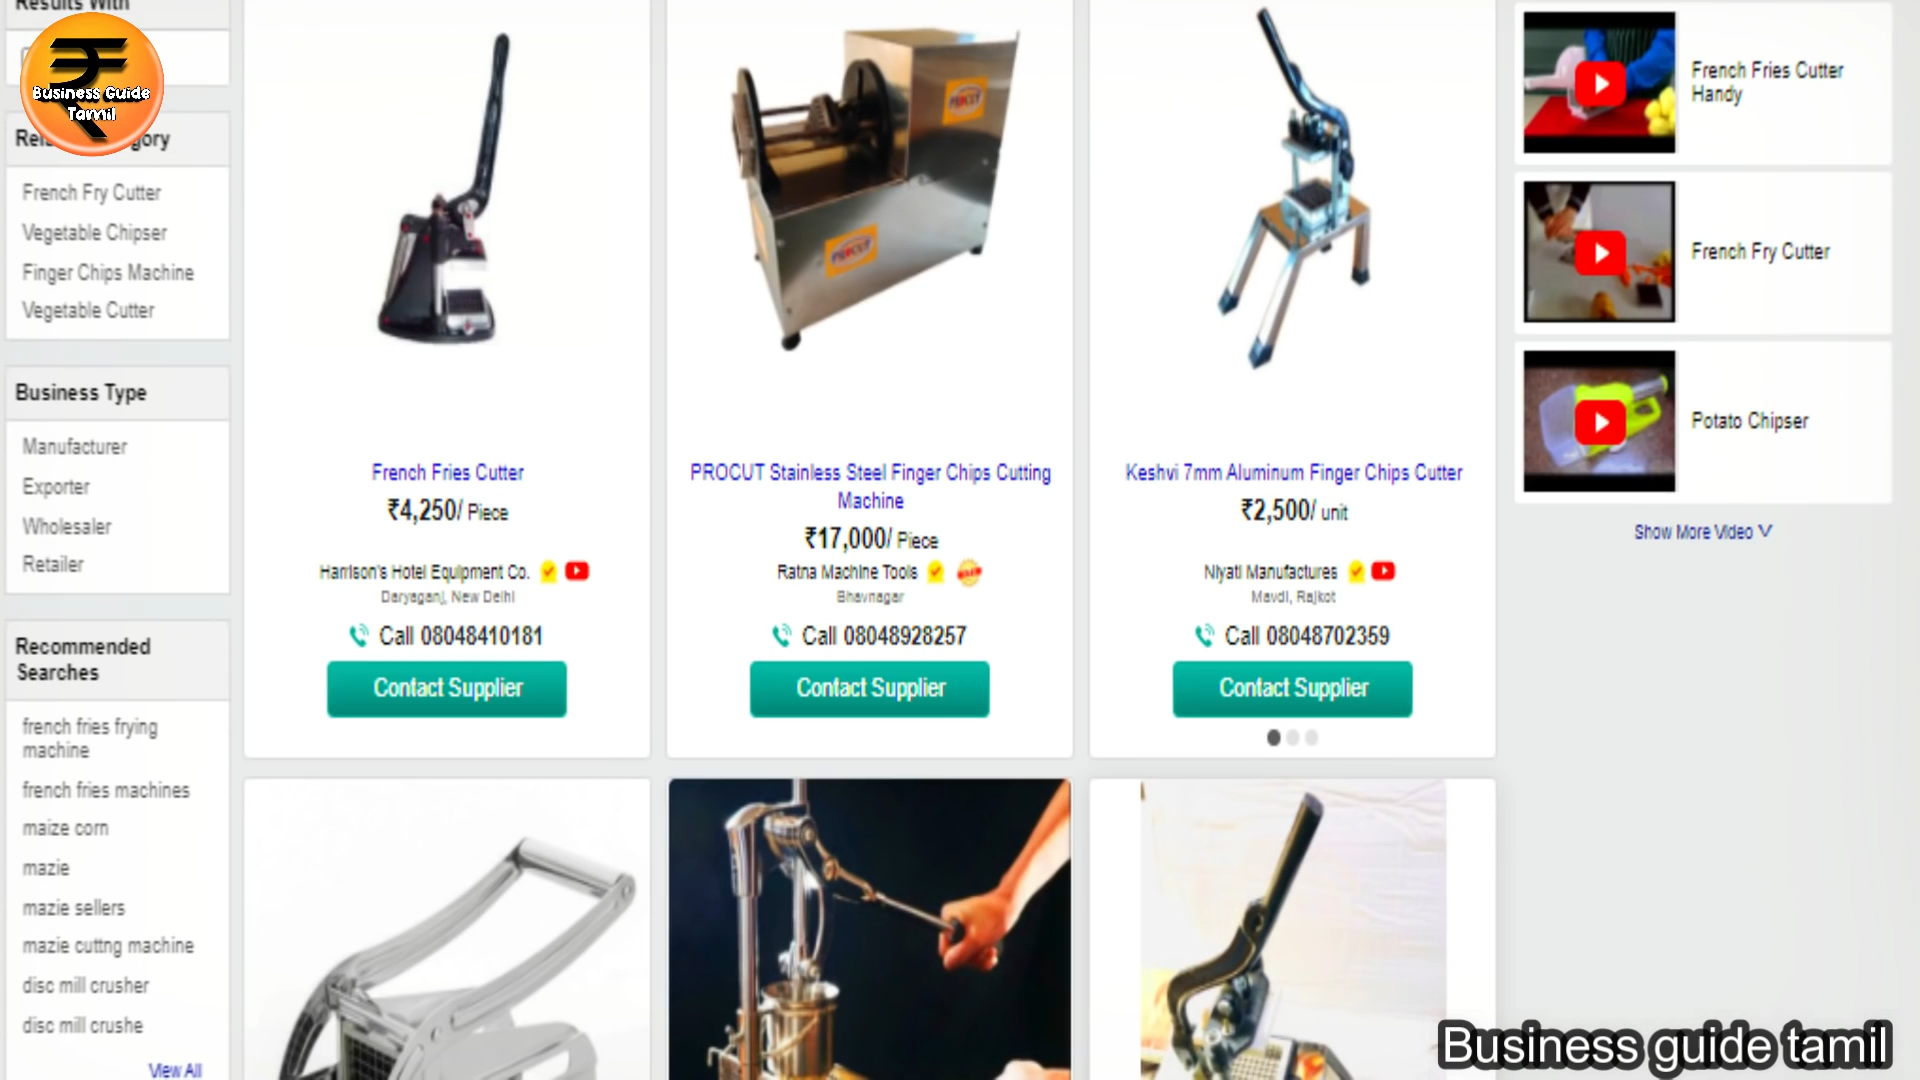 Results With
Business Guide
Tamil
French Fry Cutter
Vegetable Chipser
Finger Chips Machine
Vegetable Cutter
Business Type
Manufacturer
Exporter
Wholesaler
Retailer
Recommended
Searches
french fries frying
machine
french fries machines
maize corn
mazie
mazie sellers
mazie cuttng machine
disc mill crusher
disc mill crushe
View All
French Fries Cutter
₹4,250/ Piece
Harrison's Hotel Equipment Co.
Daryaganj, New Delhi
Call 08048410181
Contact Supplier
PROCUT
PROCUT
PROCUT Stainless Steel Finger Chips Cutting
Machine
₹17,000/ Piece
Ratna Machine Tools
Bhavnagar
Call 08048928257
Contact Supplier
Keshvi 7mm Aluminum Finger Chips Cutter
₹2,500/ unit
Niyati Manufactures
Mavdi, Rajkot
Call 08048702359
Contact Supplier
French Fries Cutter
Handy
French Fry Cutter
Potato Chipser
Show More Video
Business guide tamil